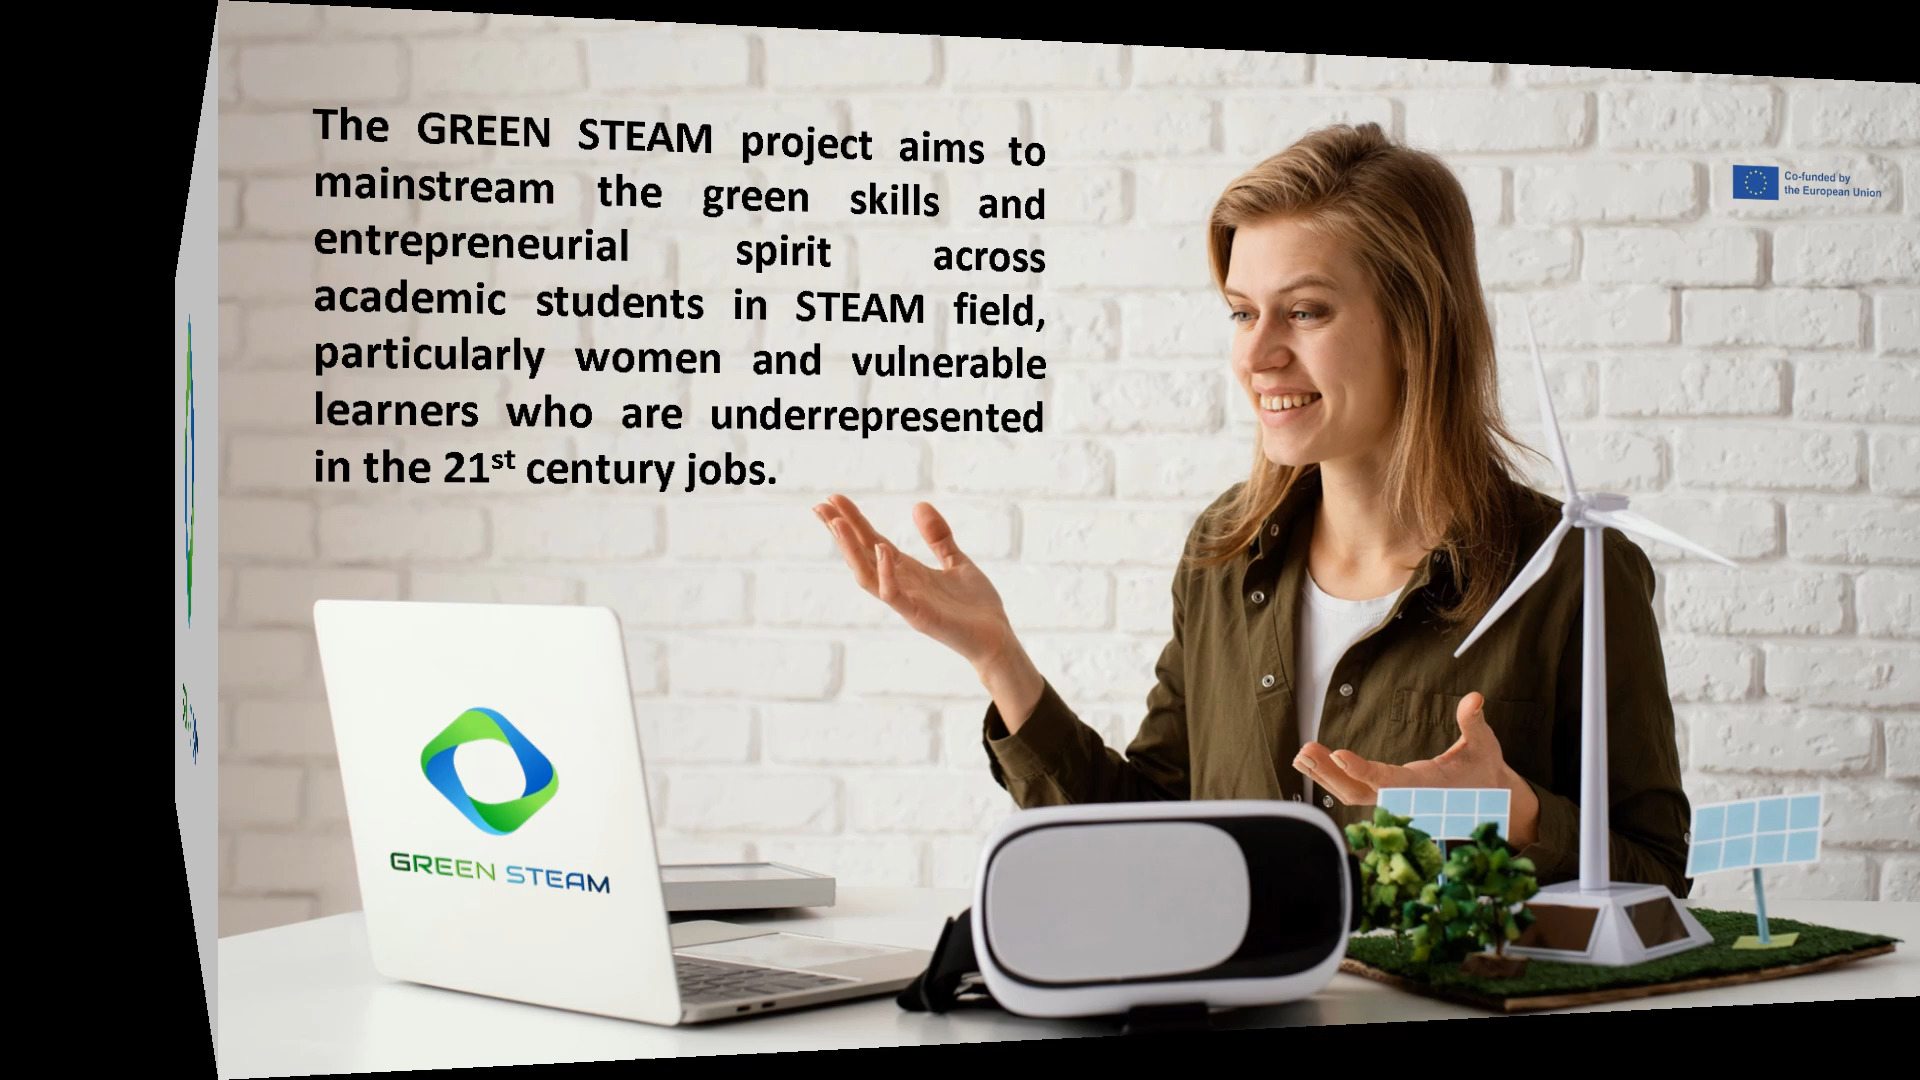 The GREEN STEAM project aims to
mainstream the green skills and
entrepreneurial spirit across
academic students in STEAM field,
particularly women and vulnerable
learners who are underrepresented
in the 21st century jobs.
Co-funded by
the European Union
GREEN STEAM